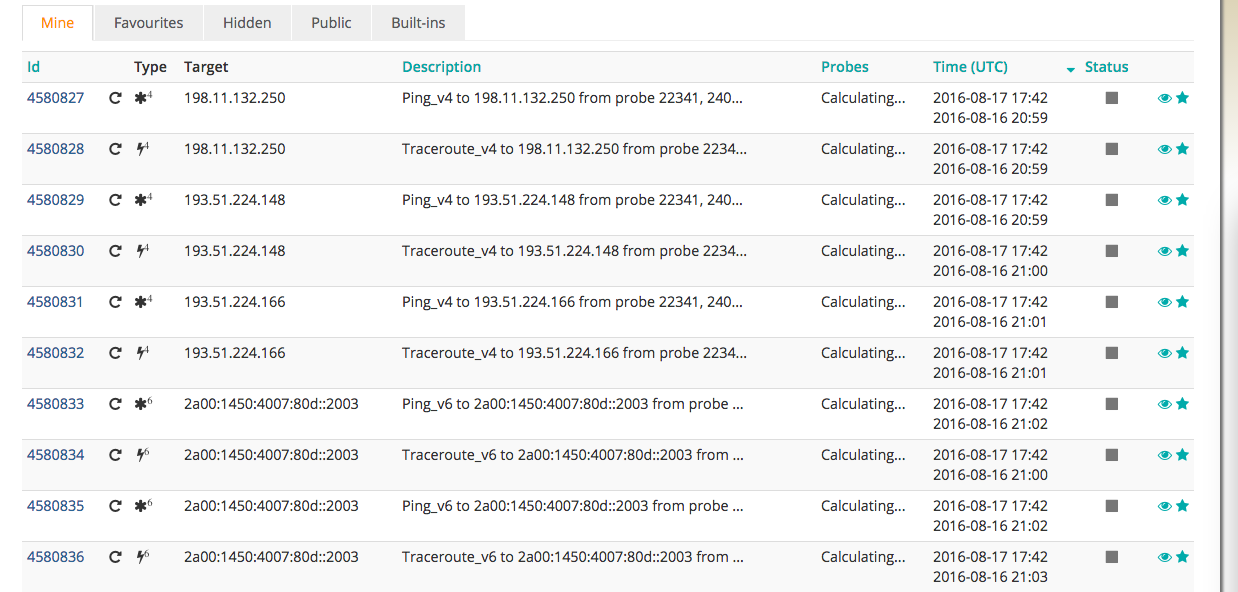 Mine Favourites Hidden Public Built-ins
Id Type Target Description Probes Time (UTC) Status
4580827 4 198.11.132.250 Ping_v4 to 198.11.132.250 from probe 22341, 240... Calculating... 2016-08-17 17:42
2016-08-16 20:59
4580828 4 198.11.132.250 Traceroute_v4 to 198.11.132.250 from probe 2234... Calculating... 2016-08-17 17:42
2016-08-16 20:59
4580829 4 193.51.224.148 Ping_v4 to 193.51.224.148 from probe 22341, 240... Calculating... 2016-08-17 17:42
2016-08-16 20:59
4580830 4 193.51.224.148 Traceroute_v4 to 193.51.224.148 from probe 2234... Calculating... 2016-08-17 17:42
2016-08-16 21:00
4580831 4 193.51.224.166 Ping_v4 to 193.51.224.166 from probe 22341, 240... Calculating... 2016-08-17 17:42
2016-08-16 21:01
4580832 4 193.51.224.166 Traceroute_v4 to 193.51.224.166 from probe 2234... Calculating... 2016-08-17 17:42
2016-08-16 21:01
4580833 6 2a00:1450:4007:80d::2003 Ping_v6 to 2a00:1450:4007:80d::2003 from probe ... Calculating... 2016-08-17 17:42
2016-08-16 21:02
4580834 6 2a00:1450:4007:80d::2003 Traceroute_v6 to 2a00:1450:4007:80d::2003 from ... Calculating... 2016-08-17 17:42
2016-08-16 21:00
4580835 6 2a00:1450:4007:80d::2003 Ping_v6 to 2a00:1450:4007:80d::2003 from probe ... Calculating... 2016-08-17 17:42
2016-08-16 21:02
4580836 6 2a00:1450:4007:80d::2003 Traceroute_v6 to 2a00:1450:4007:80d::2003 from ... Calculating... 2016-08-17 17:42
2016-08-16 21:03